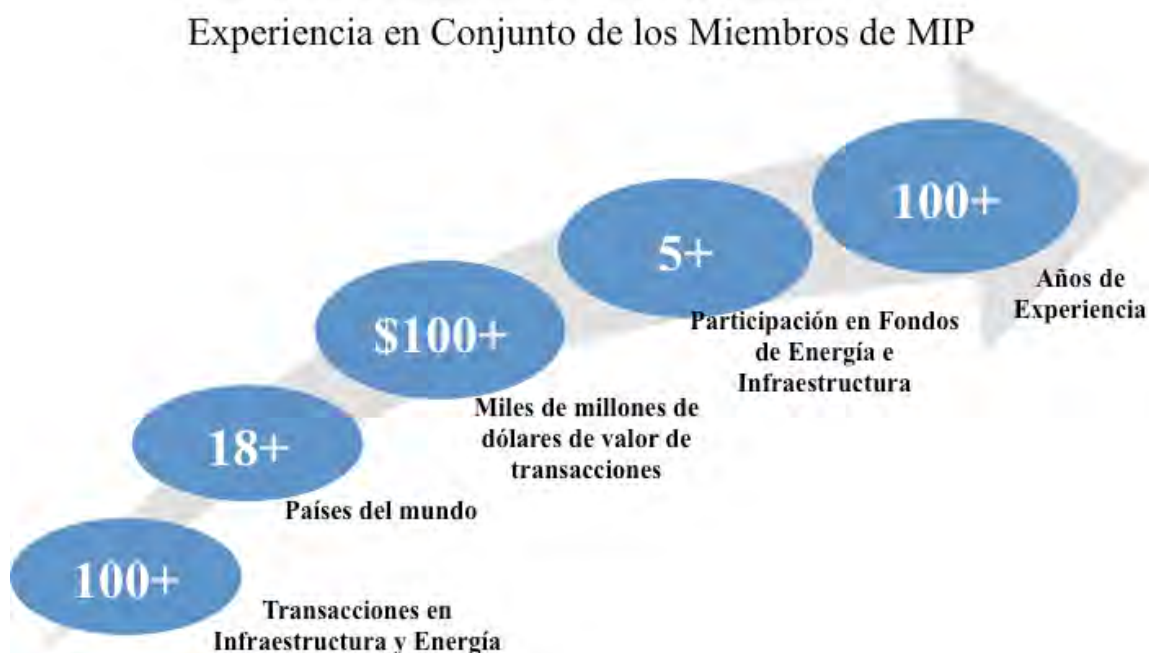 Experiencia en Conjunto de los Miembros de MIP
100+
Años de
Experiencia
5+
Participación en Fondos
de Energía e
Infraestructura
$100+
Miles de millones de
dólares de valor de
transacciones
18+
Países del mundo
100+
Transacciones en
Infraestructura y Energía